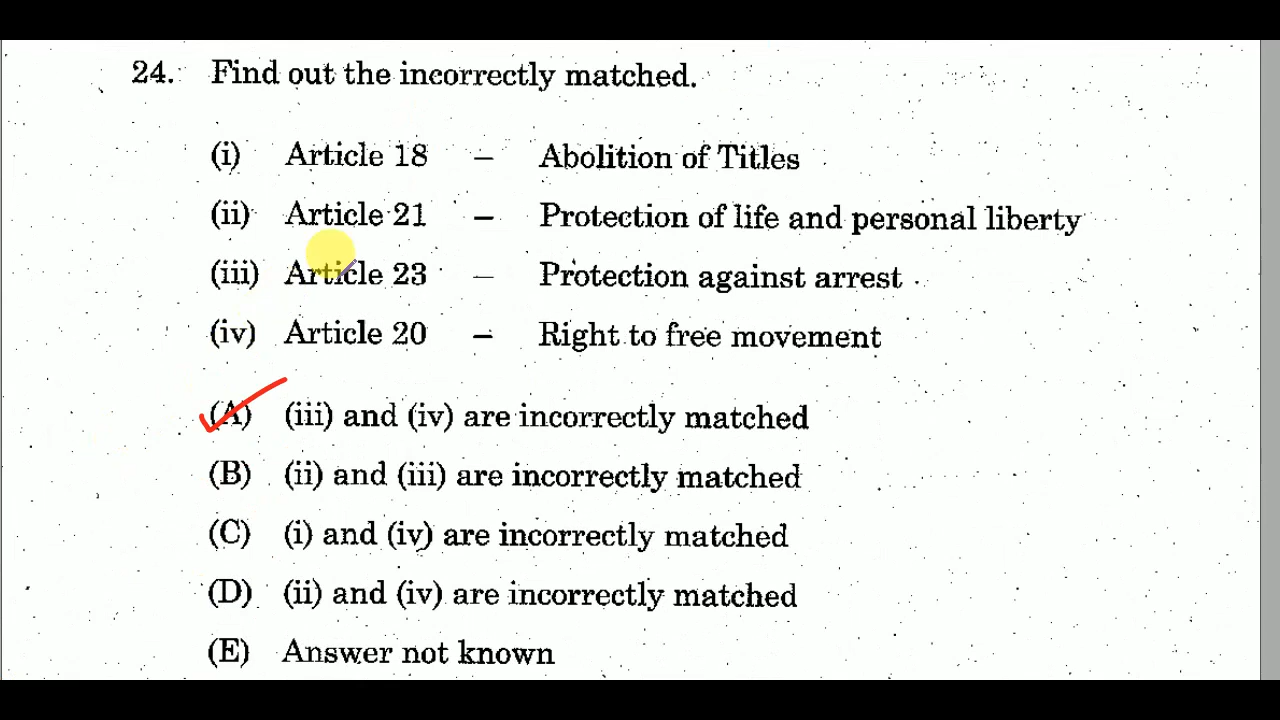 24. Find out the incorrectly matched.
(i) Article 18 – Abolition of Titles
(ii) Article 21 – Protection of life and personal liberty
(iii) Article 23 – Protection against arrest
(iv) Article 20 – Right to free movement
(A) (iii) and (iv) are incorrectly matched
(B) (ii) and (iii) are incorrectly matched
(C) (i) and (iv) are incorrectly matched
(D) (ii) and (iv) are incorrectly matched
(E) Answer not known